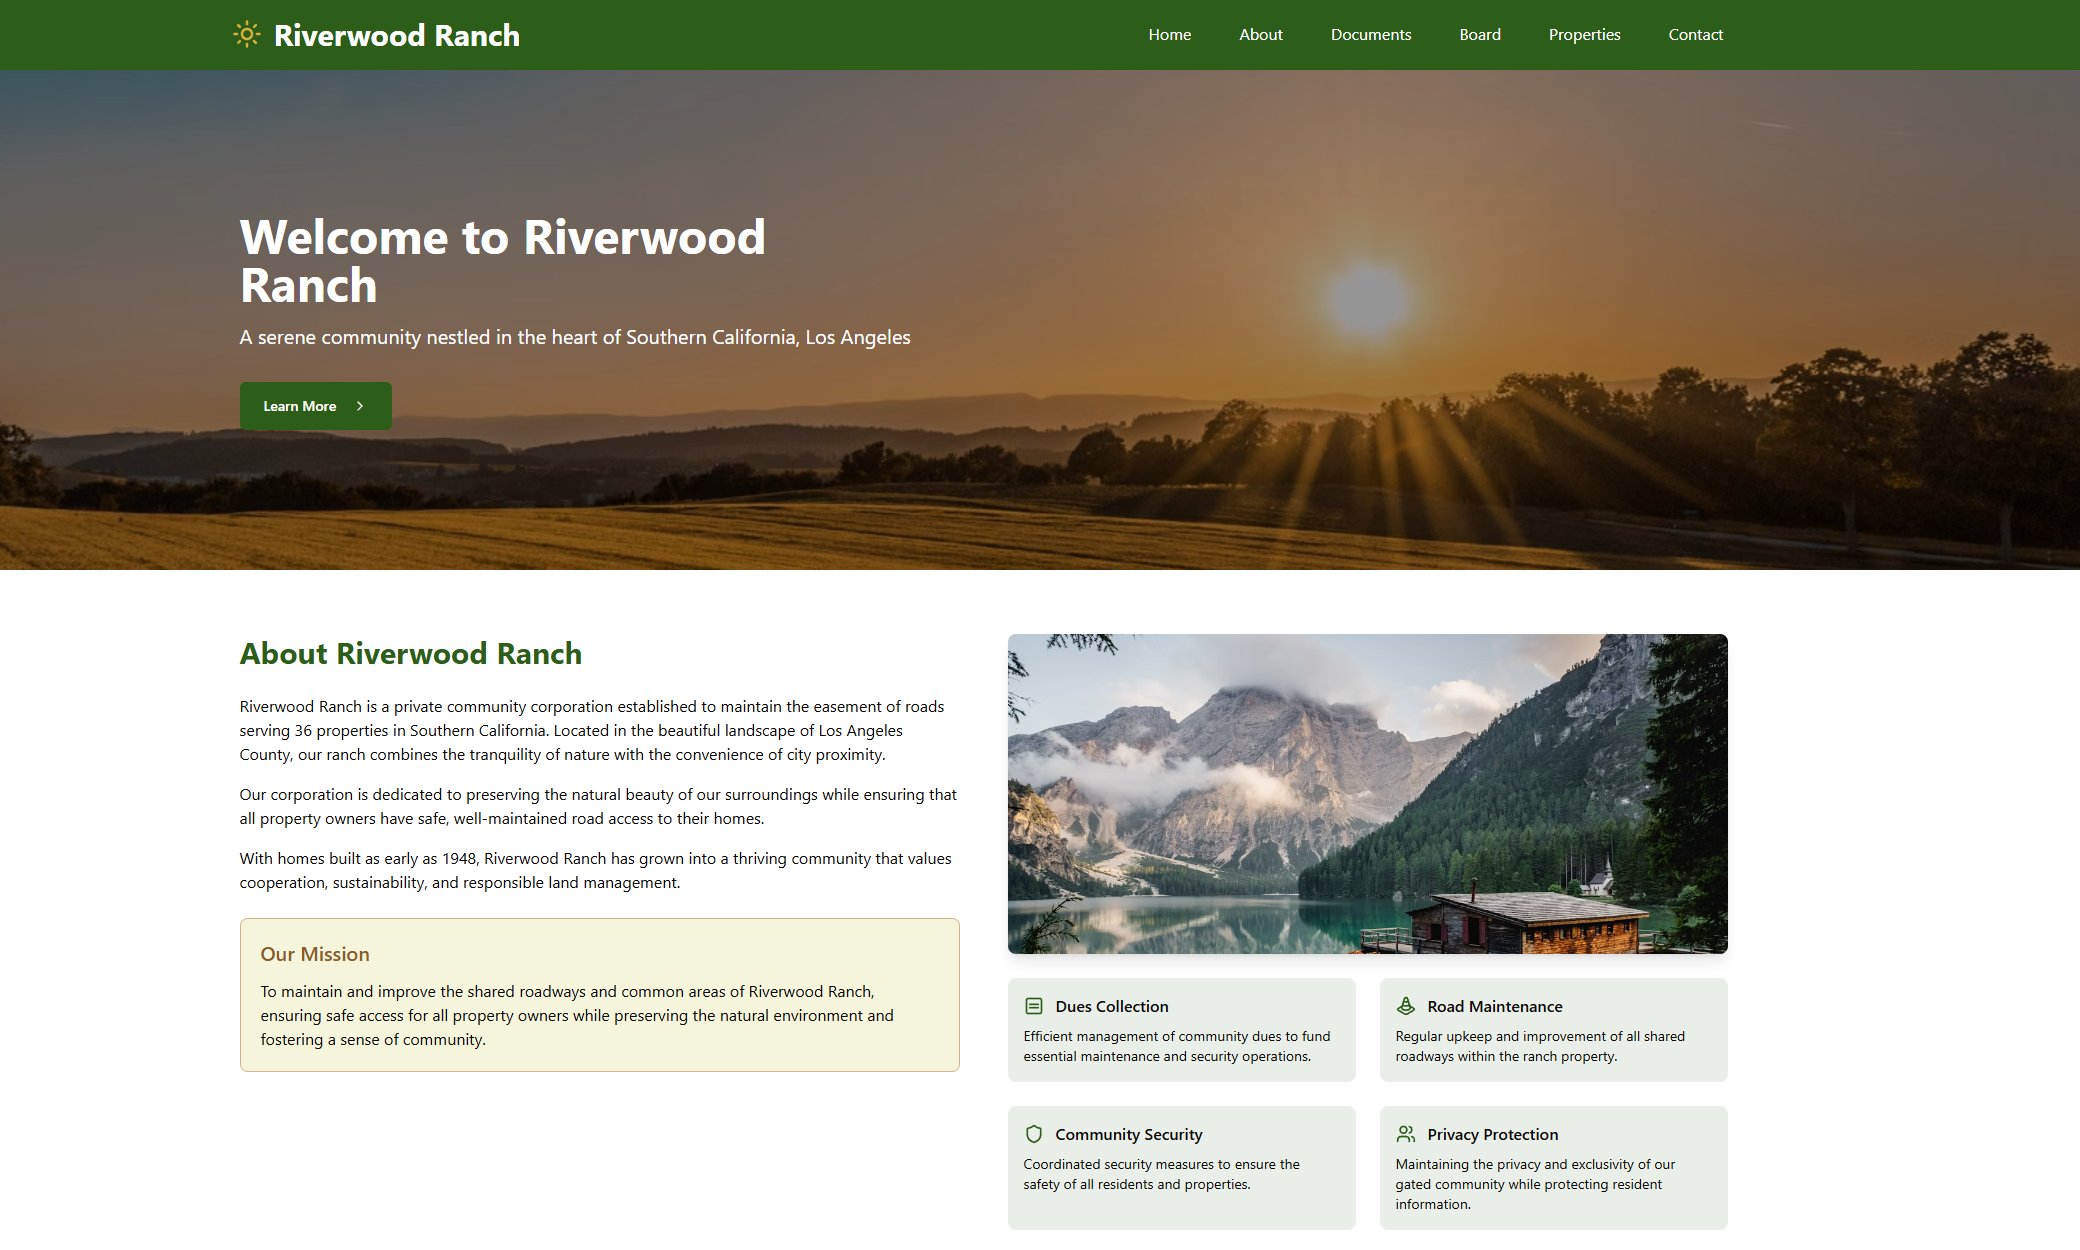 Riverwood Ranch
Home About Documents Board Properties Contact
Welcome to Riverwood
Ranch
A serene community nestled in the heart of Southern California, Los Angeles
Learn More
About Riverwood Ranch
Riverwood Ranch is a private community corporation established to maintain the easement of roads
serving 36 properties in Southern California. Located in the beautiful landscape of Los Angeles
County, our ranch combines the tranquility of nature with the convenience of city proximity.
Our corporation is dedicated to preserving the natural beauty of our surroundings while ensuring that
all property owners have safe, well-maintained road access to their homes.
With homes built as early as 1948, Riverwood Ranch has grown into a thriving community that values
cooperation, sustainability, and responsible land management.
Our Mission
To maintain and improve the shared roadways and common areas of Riverwood Ranch,
ensuring safe access for all property owners while preserving the natural environment and
fostering a sense of community.
Dues Collection
Efficient management of community dues to fund
essential maintenance and security operations.
Road Maintenance
Regular upkeep and improvement of all shared
roadways within the ranch property.
Community Security
Coordinated security measures to ensure the
safety of all residents and properties.
Privacy Protection
Maintaining the privacy and exclusivity of our
gated community while protecting resident
information.